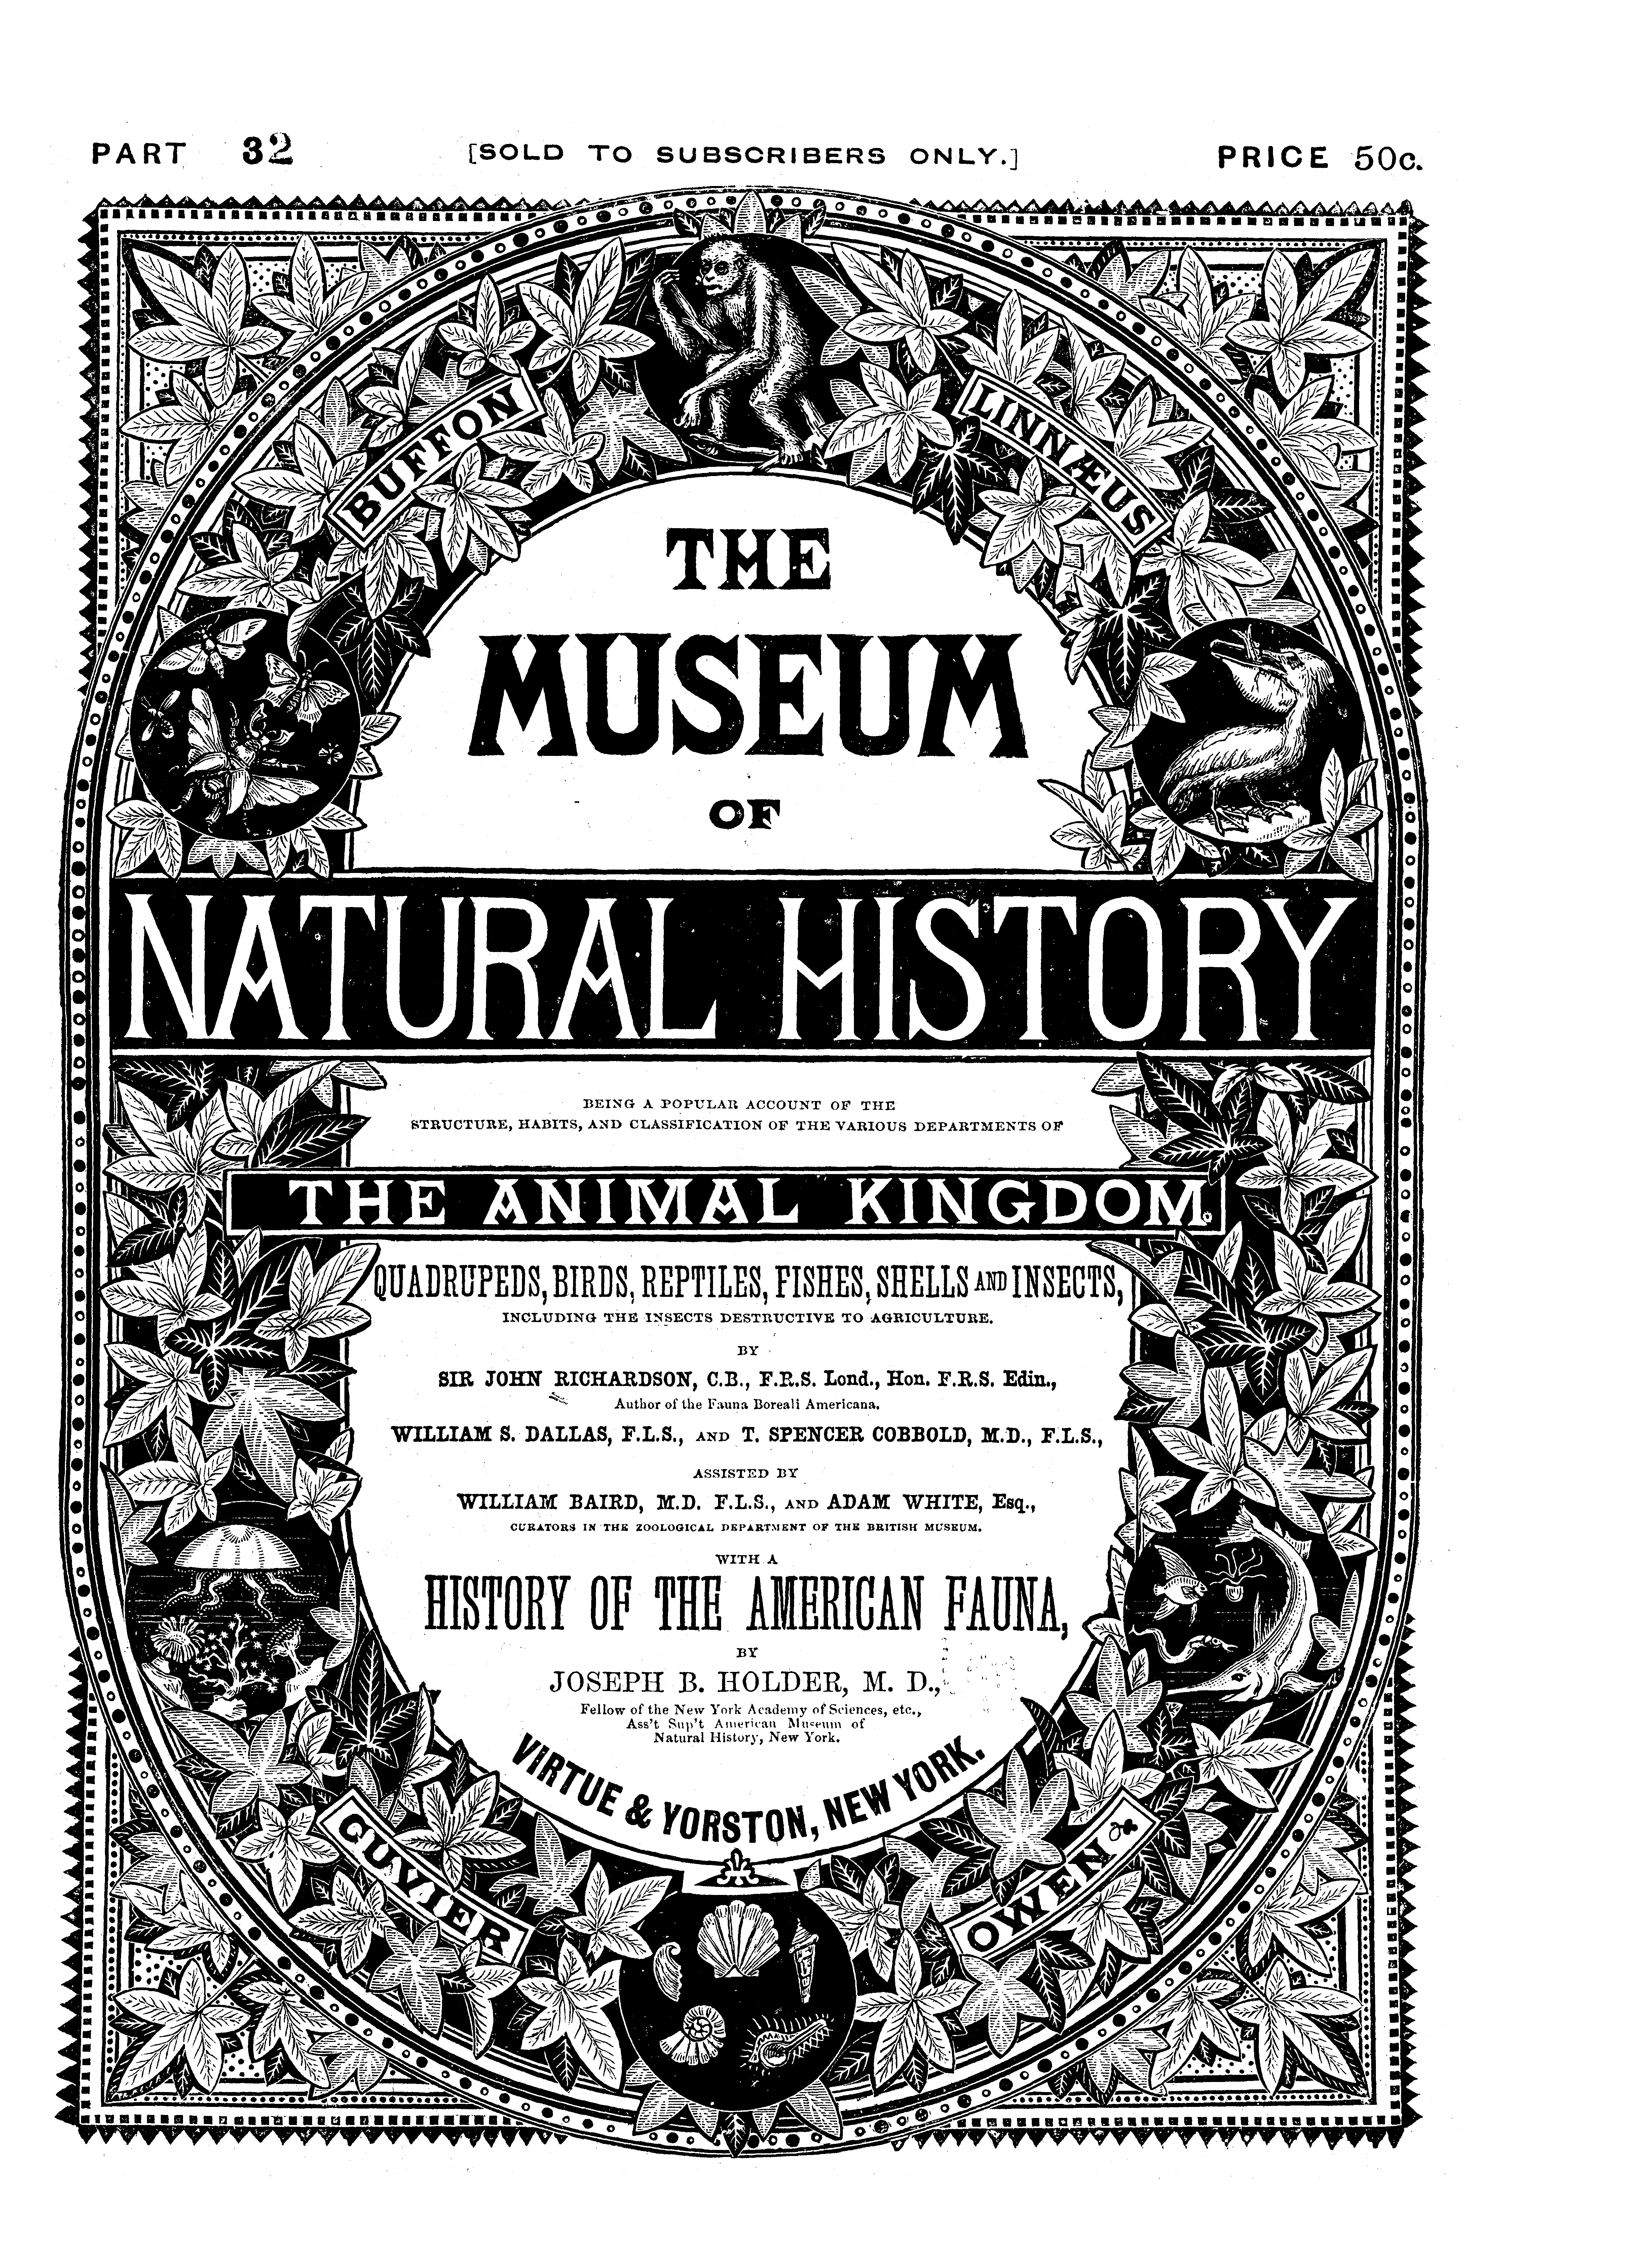 PART 32 [SOLD TO SUBSCRIBERS ONLY.] PRICE 50c.
BUFFON
LINNÆUS
THE
MUSEUM
OF
NATURAL HISTORY
BEING A POPULAR ACCOUNT OF THE
STRUCTURE, HABITS, AND CLASSIFICATION OF THE VARIOUS DEPARTMENTS OF
THE ANIMAL KINGDOM.
QUADRUPEDS, BIRDS, REPTILES, FISHES, SHELLS AND INSECTS,
INCLUDING THE INSECTS DESTRUCTIVE TO AGRICULTURE.
BY
SIR JOHN RICHARDSON, C.B., F.R.S. Lond., Hon. F.R.S. Edin.,
Author of the Fauna Boreali Americana.
WILLIAM S. DALLAS, F.L.S., AND T. SPENCER COBBOLD, M.D., F.L.S.,
ASSISTED BY
WILLIAM BAIRD, M.D. F.L.S., AND ADAM WHITE, Esq.,
CURATORS IN THE ZOOLOGICAL DEPARTMENT OF THE BRITISH MUSEUM.
WITH A
HISTORY OF THE AMERICAN FAUNA,
BY
JOSEPH B. HOLDER, M. D.,
Fellow of the New York Academy of Sciences, etc.,
Ass't Sup't American Museum of
Natural History, New York.
VIRTUE & YORSTON, NEW YORK.
CUVIER
OWEN &